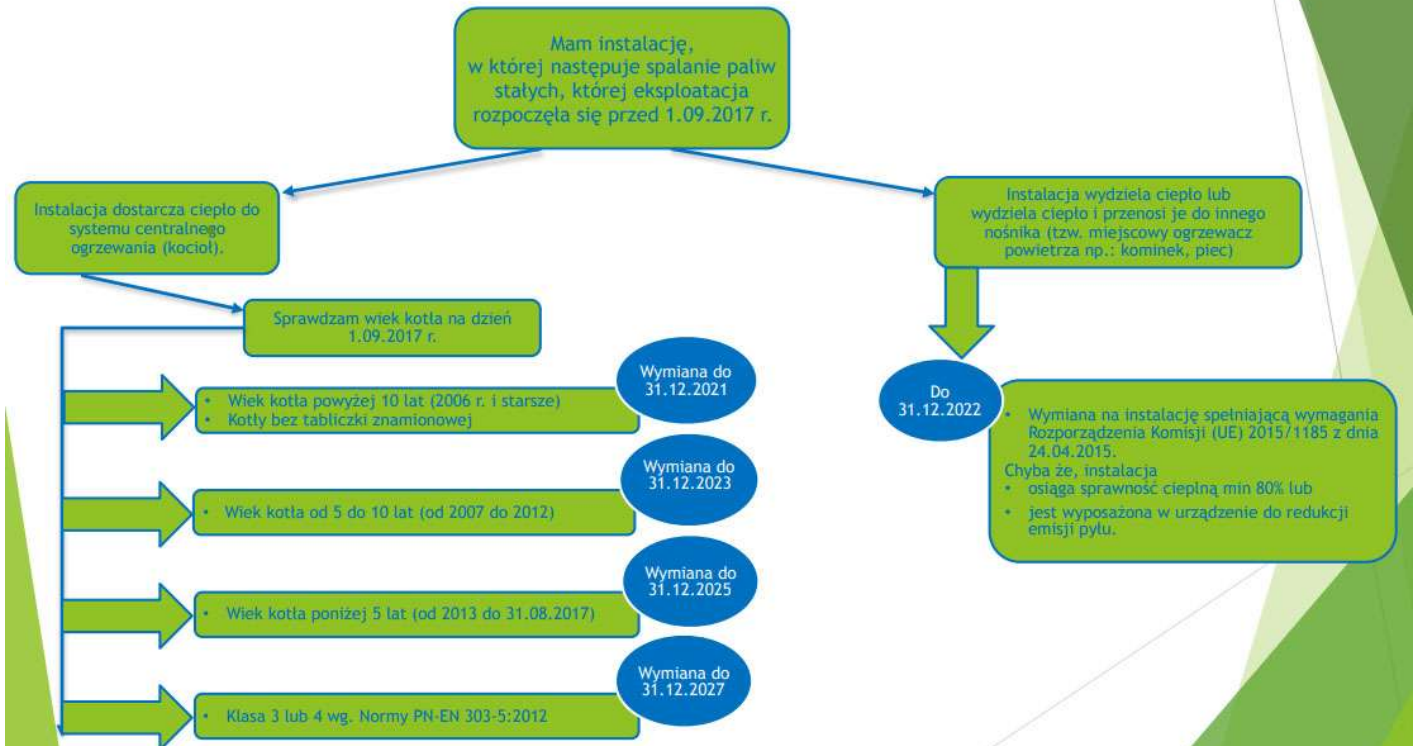 Mam instalację,
w której następuje spalanie paliw
stałych, której eksploatacja
rozpoczęła się przed 1.09.2017 r.
Instalacja dostarcza ciepło do
systemu centralnego
ogrzewania (kocioł).
Sprawdzam wiek kotła na dzień
1.09.2017 r.
Wymiana do
31.12.2021
• Wiek kotła powyżej 10 lat (2006 r. i starsze)
• Kotły bez tabliczki znamionowej
Wymiana do
31.12.2023
• Wiek kotła od 5 do 10 lat (od 2007 do 2012)
Wymiana do
31.12.2025
• Wiek kotła poniżej 5 lat (od 2013 do 31.08.2017)
Wymiana do
31.12.2027
• Klasa 3 lub 4 wg. Normy PN-EN 303-5:2012
Instalacja wydziela ciepło lub
wydziela ciepło i przenosi je do innego
nośnika (tzw. miejscowy ogrzewacz
powietrza np.: kominek, piec)
Do
31.12.2022
• Wymiana na instalację spełniającą wymagania
Rozporządzenia Komisji (UE) 2015/1185 z dnia
24.04.2015.
Chyba że, instalacja
• osiąga sprawność cieplną min 80% lub
• jest wyposażona w urządzenie do redukcji
emisji pyłu.